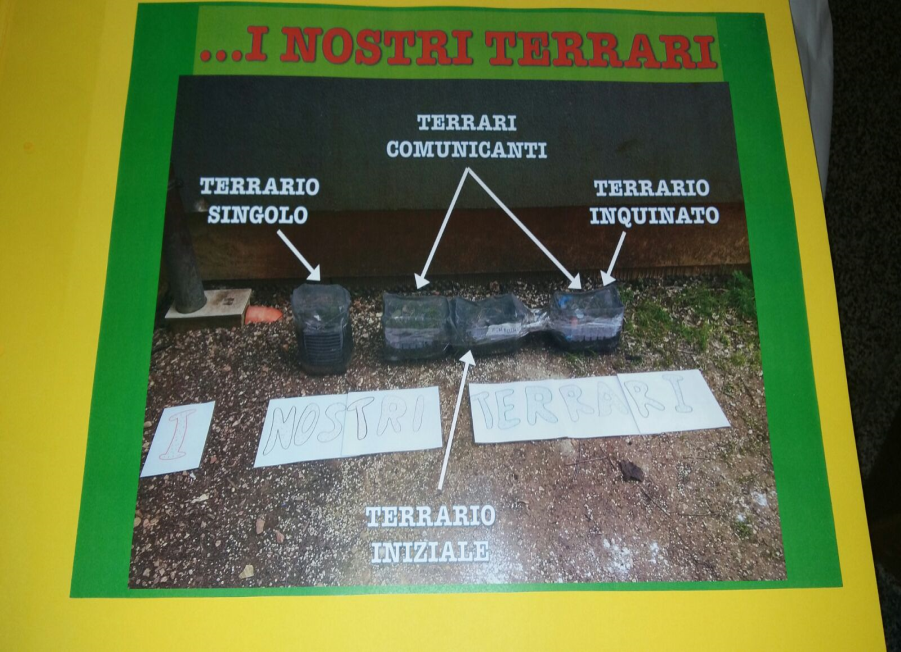 ...I NOSTRI TERRARI
TERRARI
COMUNICANTI
TERRARIO
SINGOLO
TERRARIO
INQUINATO
I NOSTRI TERRARI
TERRARIO
INIZIALE